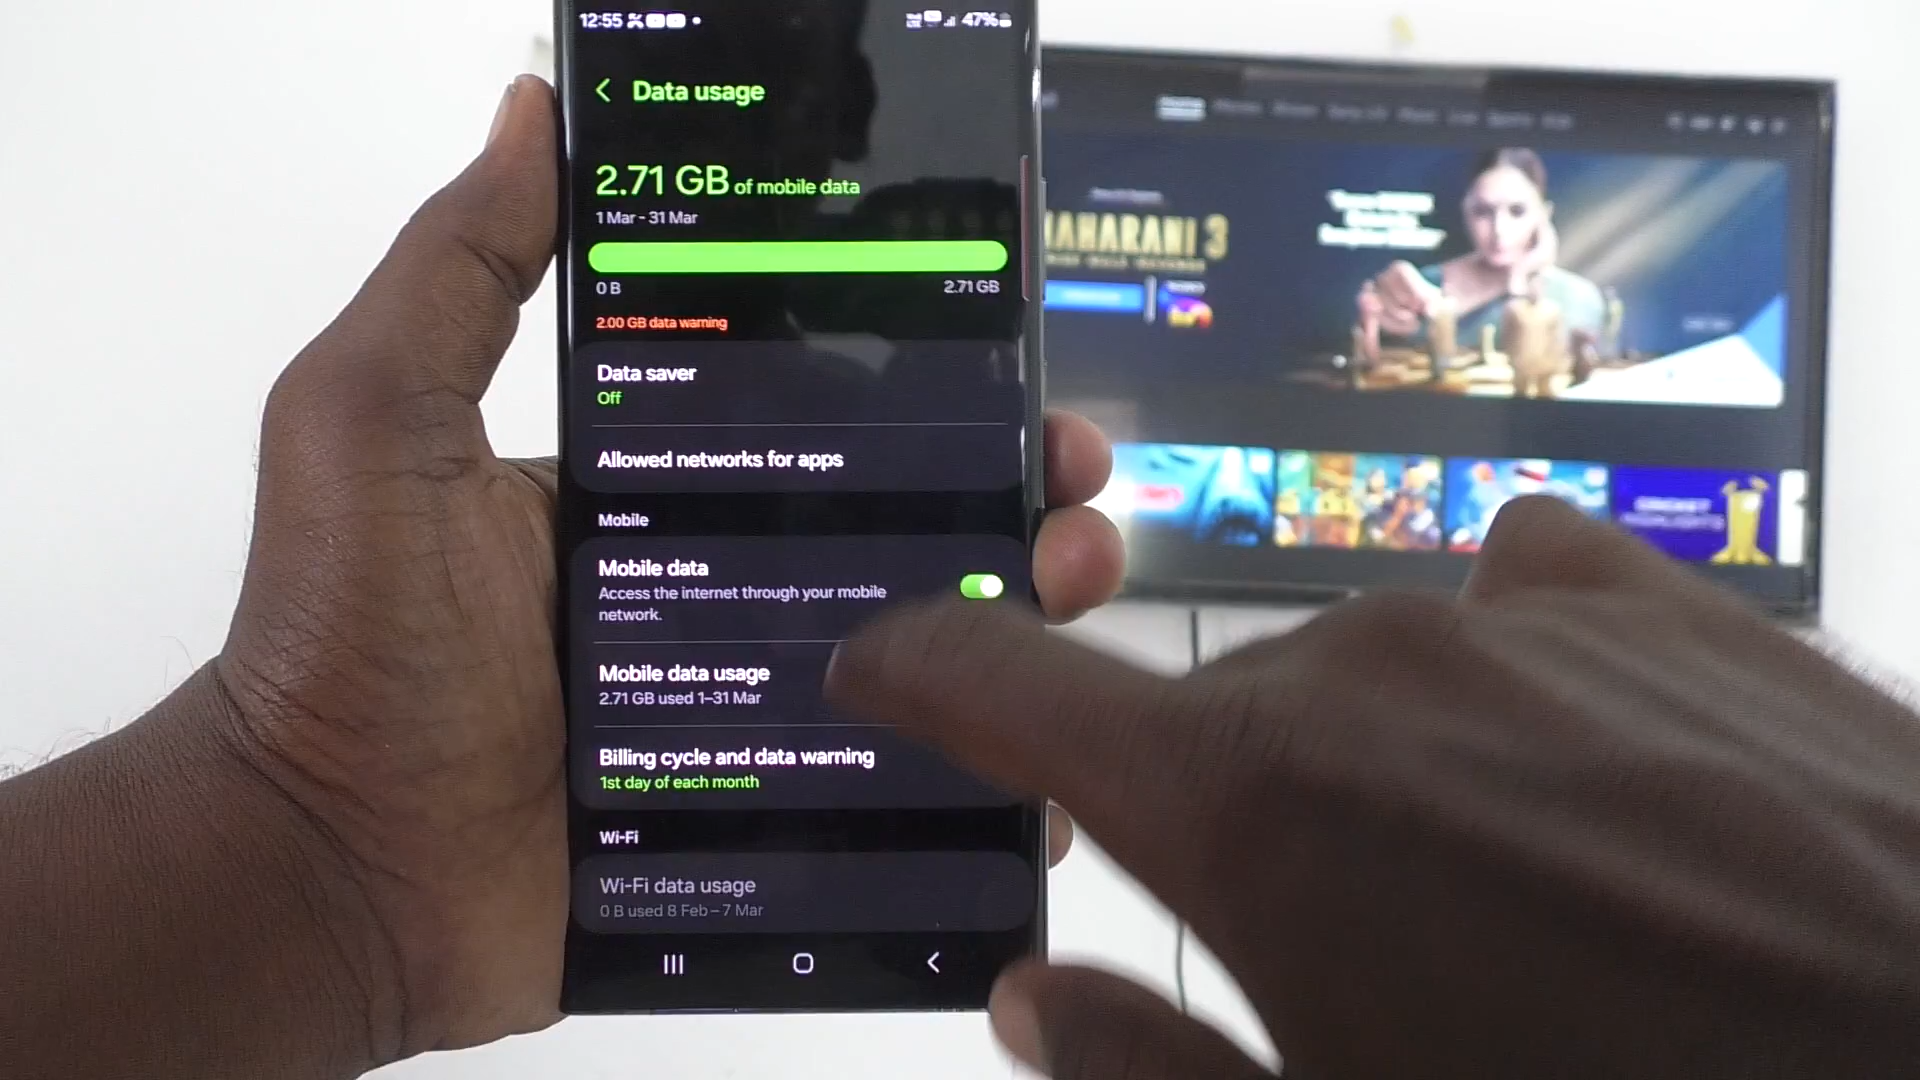 12:55
47%
Data usage
2.71 GB of mobile data
1 Mar - 31 Mar
0 B
2.71 GB
2.00 GB data warning
Data saver
Off
Allowed networks for apps
Mobile
Mobile data
Access the internet through your mobile
network.
Mobile data usage
2.71 GB used 1–31 Mar
Billing cycle and data warning
1st day of each month
Wi-Fi
Wi-Fi data usage
0 B used 8 Feb – 7 Mar
AHARANI 3